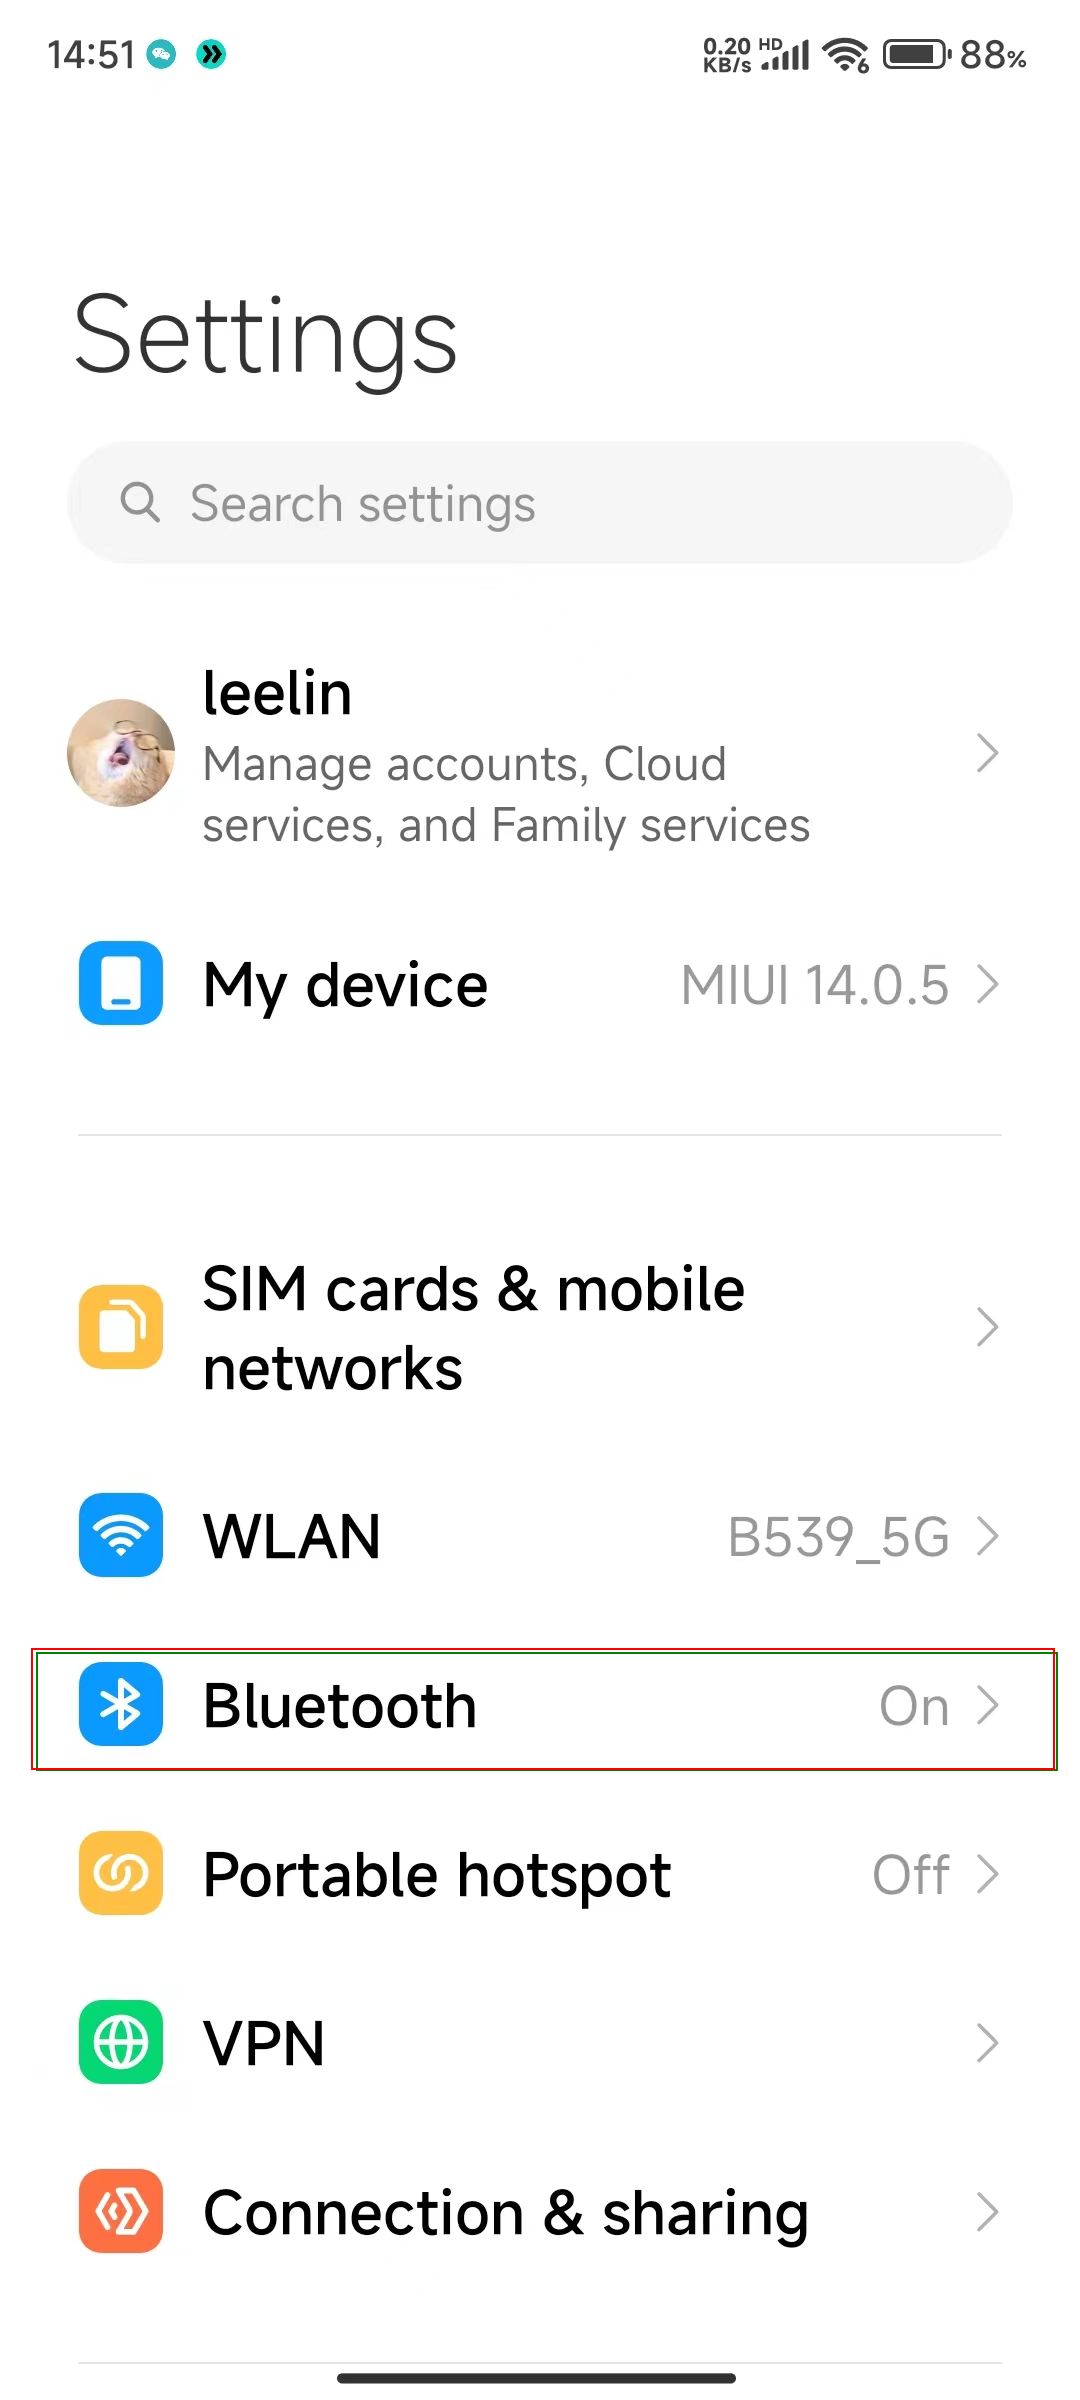 14:51 0.20 KB/s HD 6 88%
Settings
Search settings
leelin
Manage accounts, Cloud
services, and Family services
My device MIUI 14.0.5
SIM cards & mobile
networks
WLAN B539_5G
Bluetooth On
Portable hotspot Off
VPN
Connection & sharing